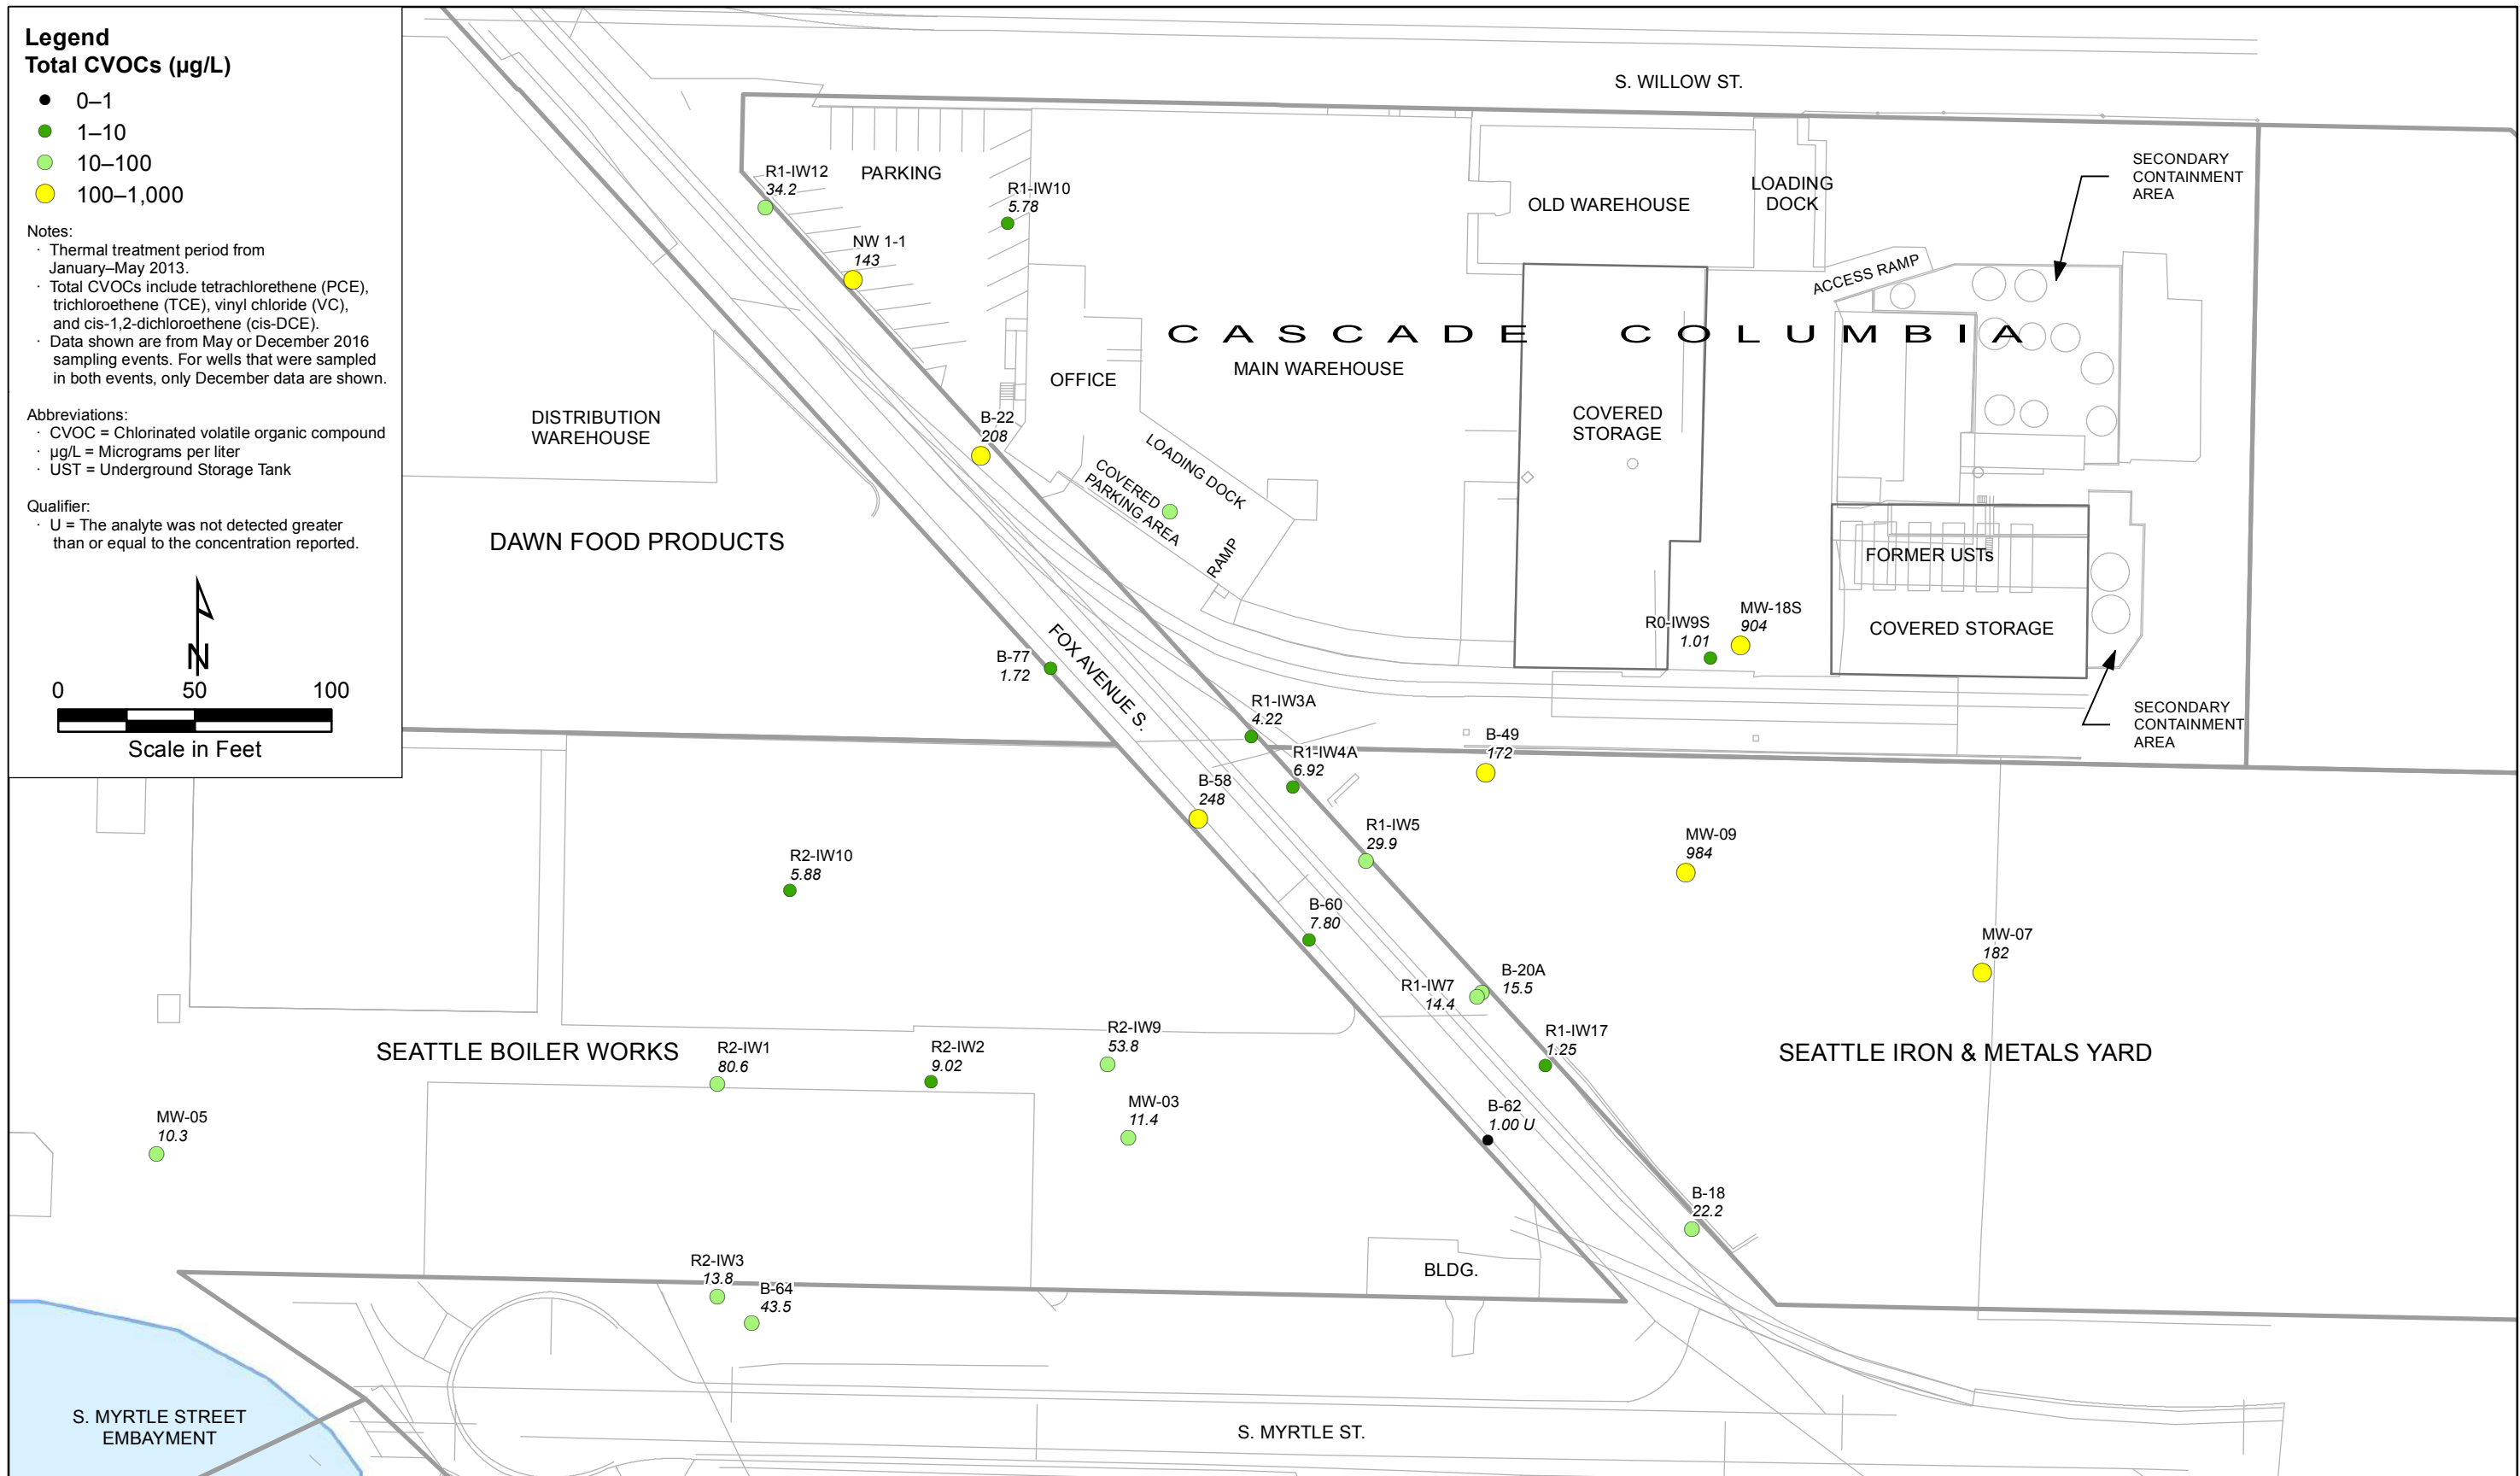 Legend
Total CVOCs (µg/L)
0–1
1–10
10–100
100–1,000
Notes:
· Thermal treatment period from
January–May 2013.
· Total CVOCs include tetrachlorethene (PCE),
trichloroethene (TCE), vinyl chloride (VC),
and cis-1,2-dichloroethene (cis-DCE).
· Data shown are from May or December 2016
sampling events. For wells that were sampled
in both events, only December data are shown.
Abbreviations:
· CVOC = Chlorinated volatile organic compound
· µg/L = Micrograms per liter
· UST = Underground Storage Tank
Qualifier:
· U = The analyte was not detected greater
than or equal to the concentration reported.
N
0 50 100
Scale in Feet
S. WILLOW ST.
SECONDARY
CONTAINMENT
AREA
R1-IW12
34.2
PARKING
R1-IW10
5.78
OLD WAREHOUSE
LOADING
DOCK
NW 1-1
143
ACCESS RAMP
CASCADE COLUMBIA
MAIN WAREHOUSE
OFFICE
DISTRIBUTION
WAREHOUSE
B-22
208
COVERED
STORAGE
LOADING DOCK
COVERED
PARKING AREA
RAMP
DAWN FOOD PRODUCTS
FORMER USTs
COVERED STORAGE
R0-IW9S
1.01
MW-18S
904
B-77
1.72
FOX AVENUE S.
R1-IW3A
4.22
SECONDARY
CONTAINMENT
AREA
B-49
172
R1-IW4A
6.92
B-58
248
R1-IW5
29.9
MW-09
984
R2-IW10
5.88
B-60
7.80
MW-07
182
B-20A
15.5
R1-IW7
14.4
R2-IW9
53.8
R1-IW17
1.25
SEATTLE BOILER WORKS
R2-IW1
80.6
R2-IW2
9.02
SEATTLE IRON & METALS YARD
MW-03
11.4
B-62
1.00 U
MW-05
10.3
B-18
22.2
R2-IW3
13.8
B-64
43.5
BLDG.
S. MYRTLE STREET
EMBAYMENT
S. MYRTLE ST.